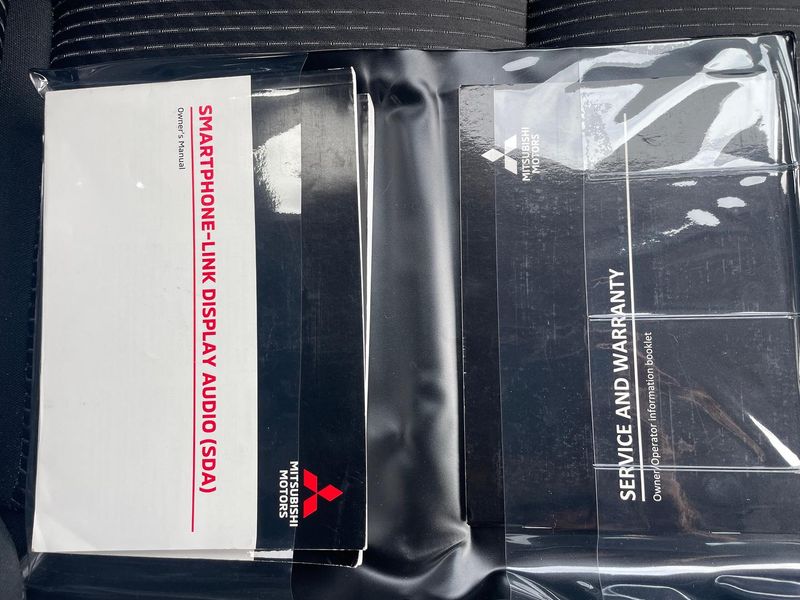 SMARTPHONE-LINK DISPLAY AUDIO (SDA)
Owner's Manual
MITSUBISHI
MOTORS
MITSUBISHI
MOTORS
SERVICE AND WARRANTY
Owner/Operator information booklet